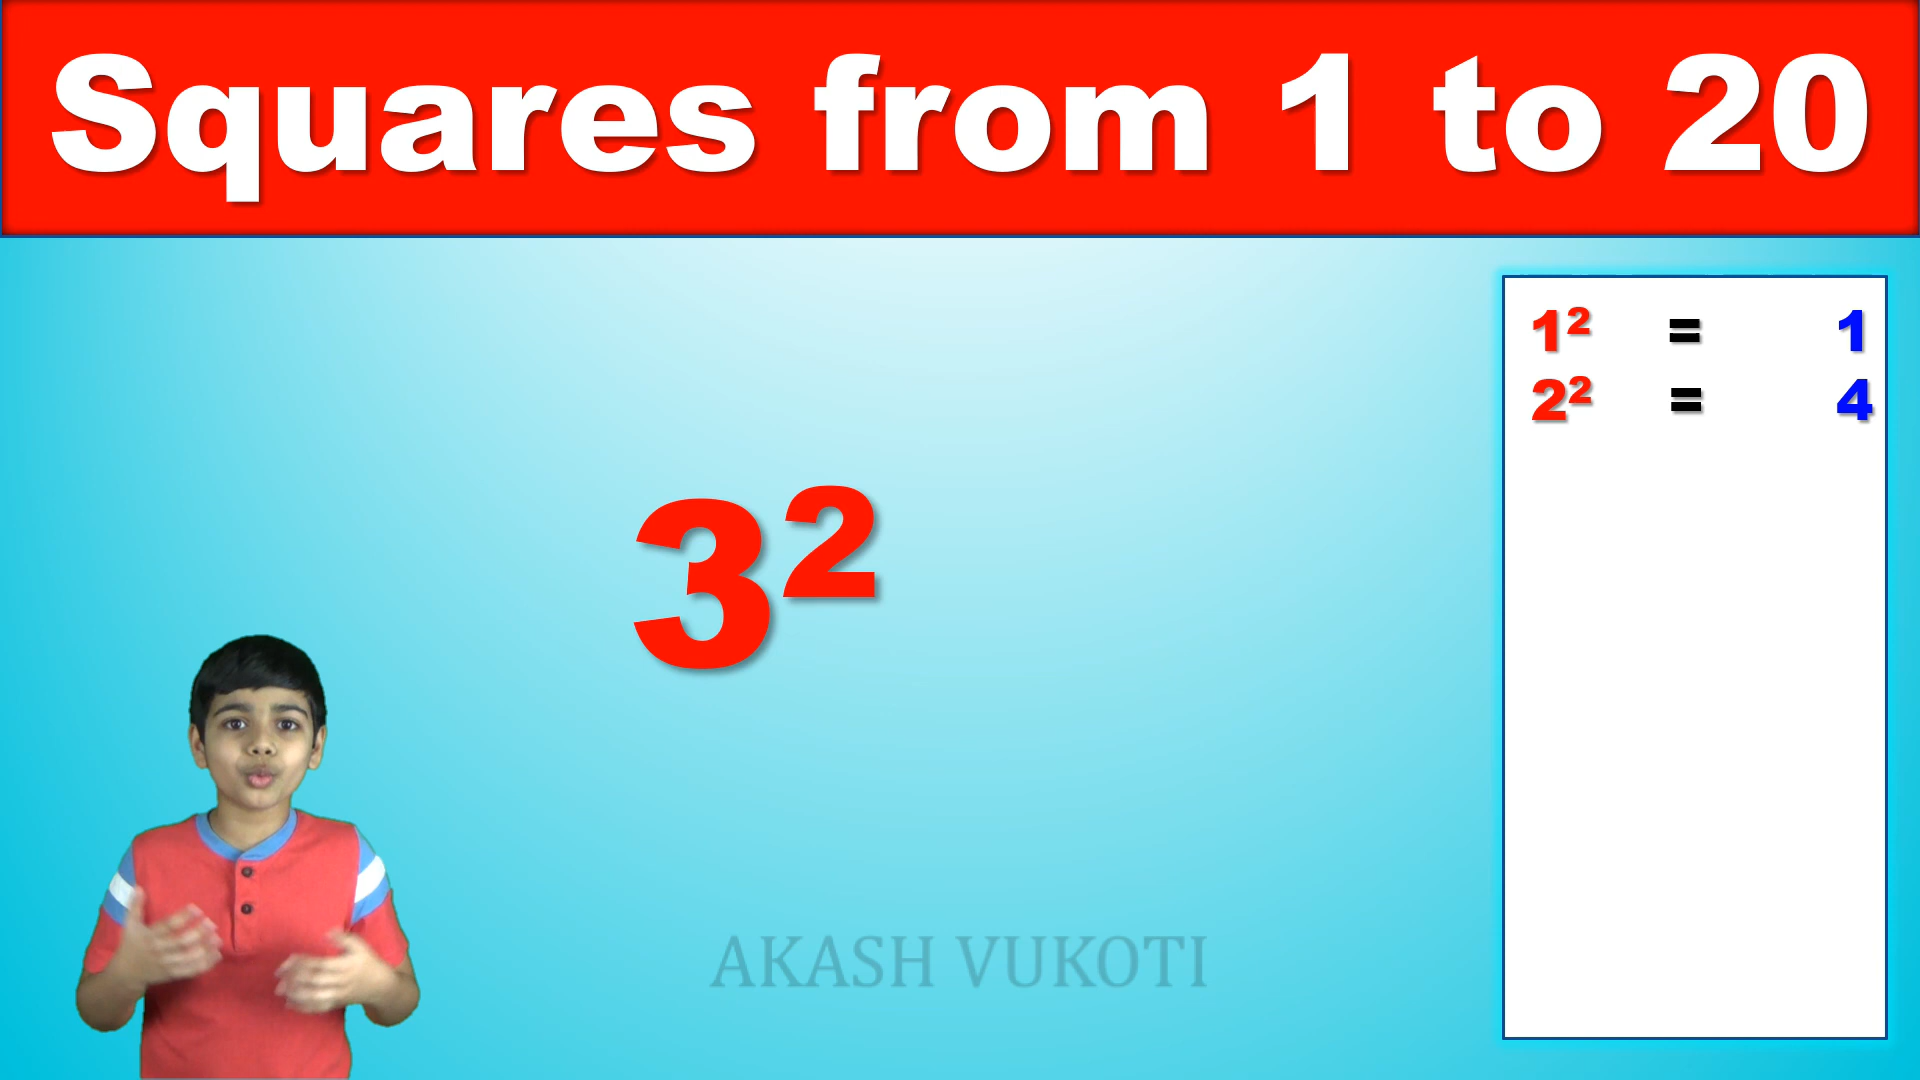 Squares from 1 to 20
1² = 1
2² = 4
3²
AKASH VUKOTI